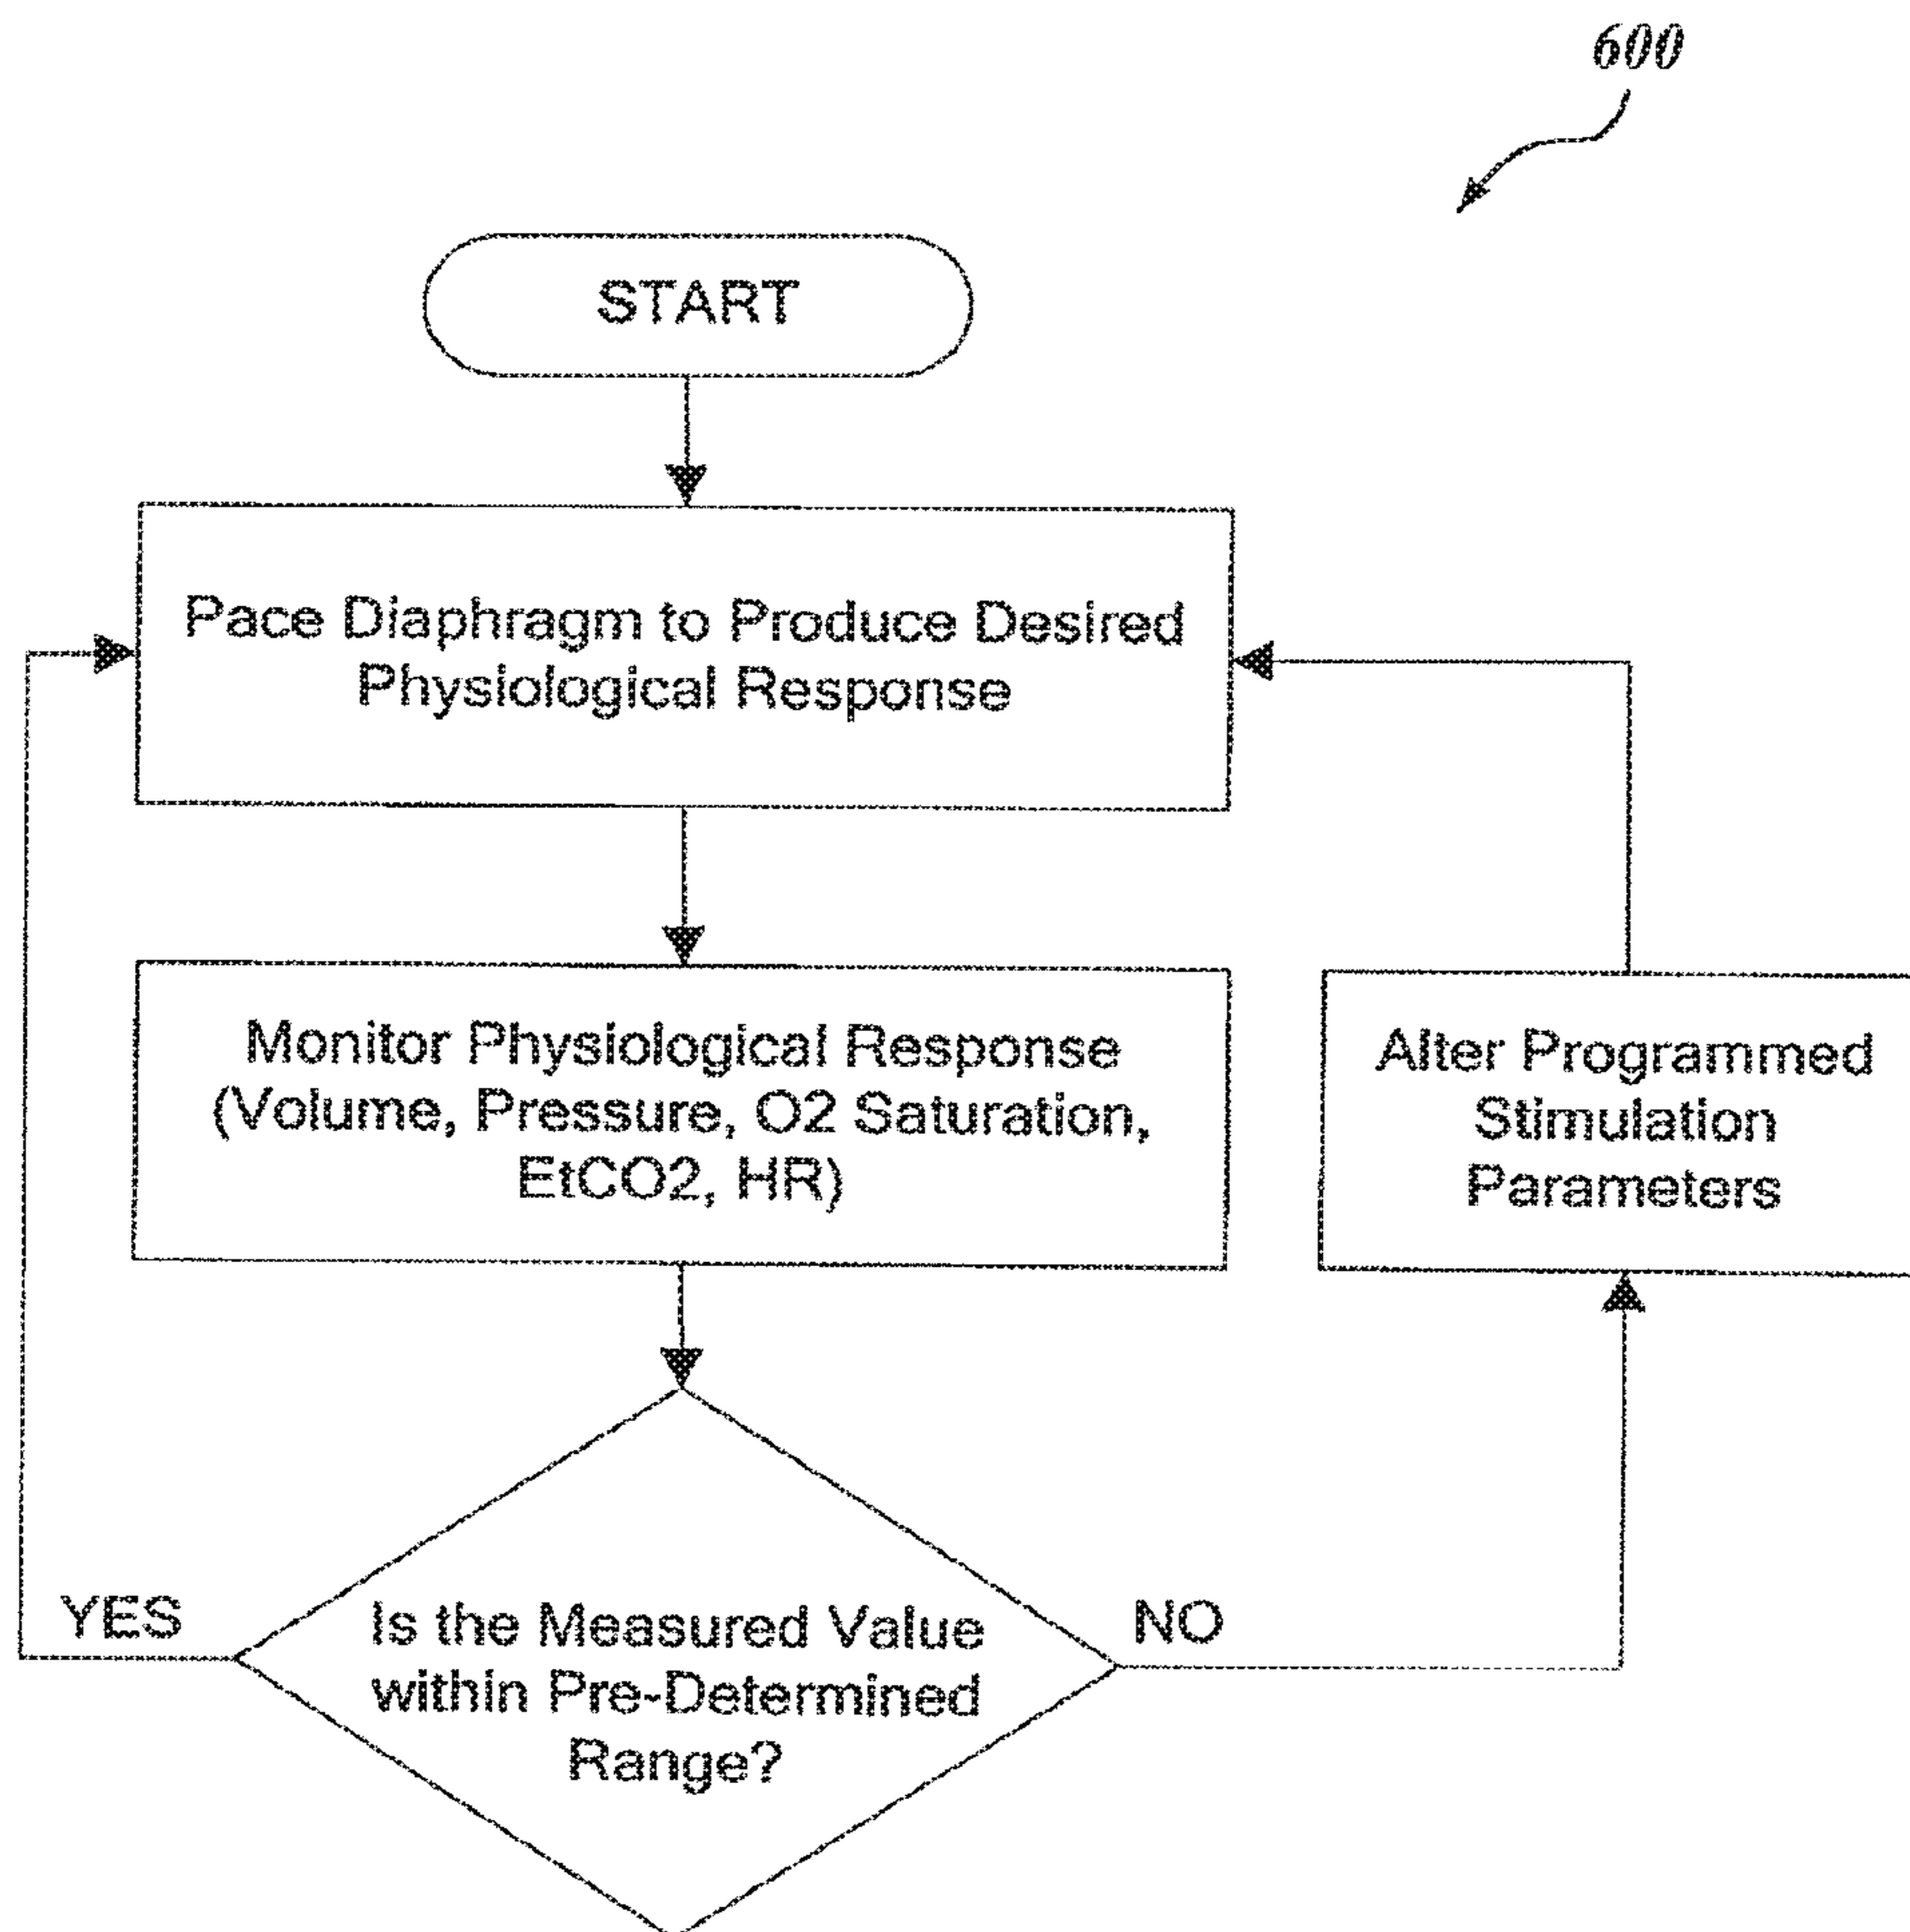 600
START
Pace Diaphragm to Produce Desired
Physiological Response
Monitor Physiological Response
(Volume, Pressure, O2 Saturation,
EtCO2, HR)
Alter Programmed
Stimulation
Parameters
YES
Is the Measured Value
within Pre-Determined
Range?
NO